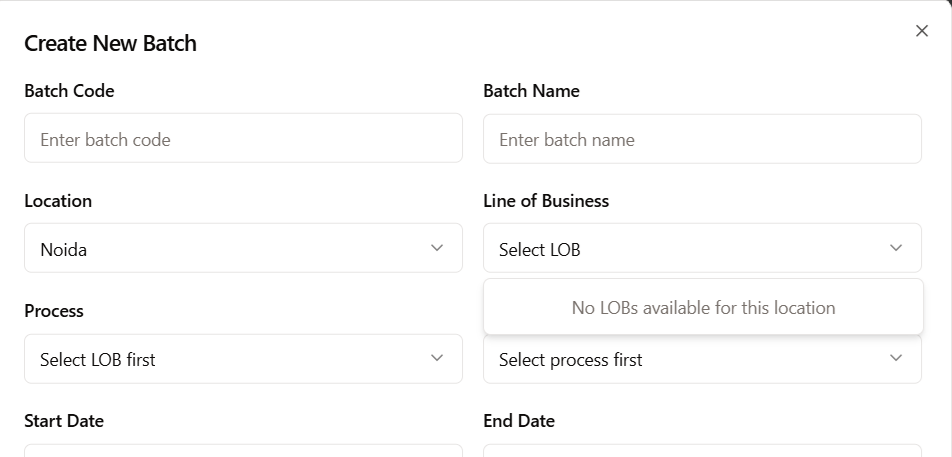 Create New Batch
Batch Code
Batch Name
Enter batch code
Enter batch name
Location
Line of Business
Noida
Select LOB
No LOBs available for this location
Process
Select LOB first
Select process first
Start Date
End Date